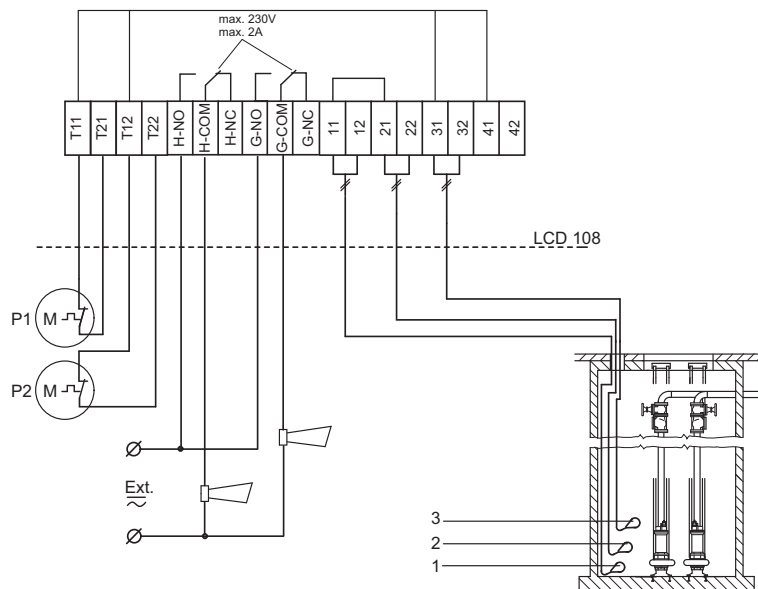 max. 230V
max. 2A
T11
T21
T12
T22
H-NO
H-COM
H-NC
G-NO
G-COM
G-NC
11
12
21
22
31
32
41
42
LCD 108
P1
M
P2
M
Ext.
~
3
2
1